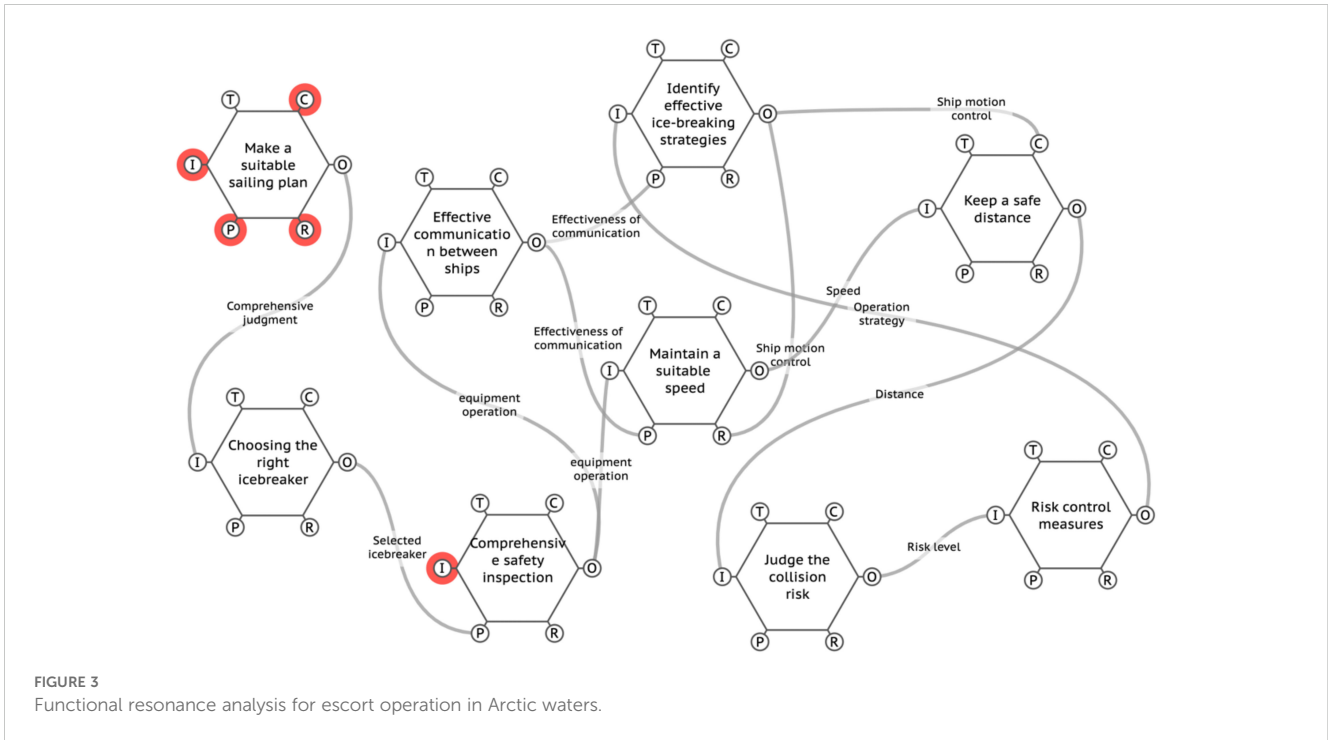 T
C
I
O
P
R
Make a
suitable
sailing plan
T
C
I
O
P
R
Effective
communicatio
n between
ships
T
C
I
O
P
R
Identify
effective
ice-breaking
strategies
Ship motion
control
T
C
I
O
P
R
Keep a safe
distance
Effectiveness of
communication
Comprehensive
judgment
Effectiveness of
communication
Speed
Operation
strategy
T
C
I
O
P
R
Maintain a
suitable
speed
Ship motion
control
equipment
operation
Distance
T
C
I
O
P
R
Choosing the
right
icebreaker
equipment
operation
Selected
icebreaker
T
C
I
O
P
R
Comprehensiv
e safety
inspection
T
C
I
O
P
R
Judge the
collision
risk
Risk level
T
C
I
O
P
R
Risk control
measures
FIGURE 3
Functional resonance analysis for escort operation in Arctic waters.